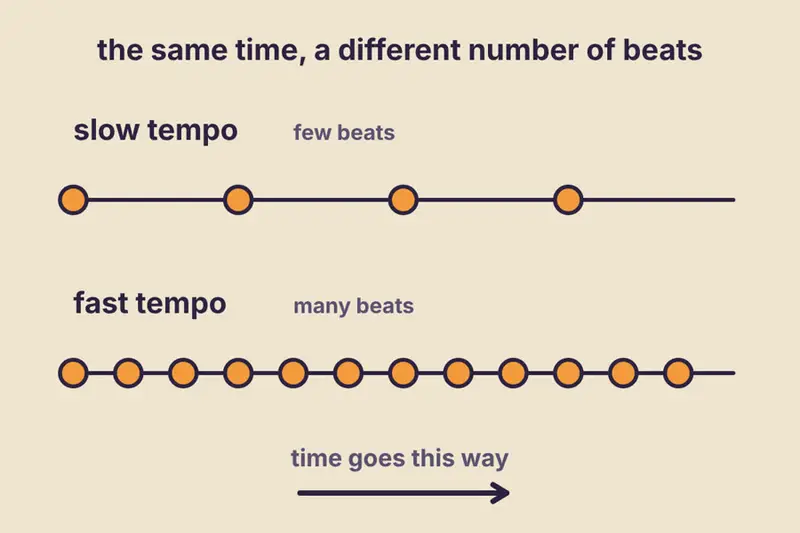 the same time, a different number of beats
slow tempo few beats
fast tempo many beats
time goes this way